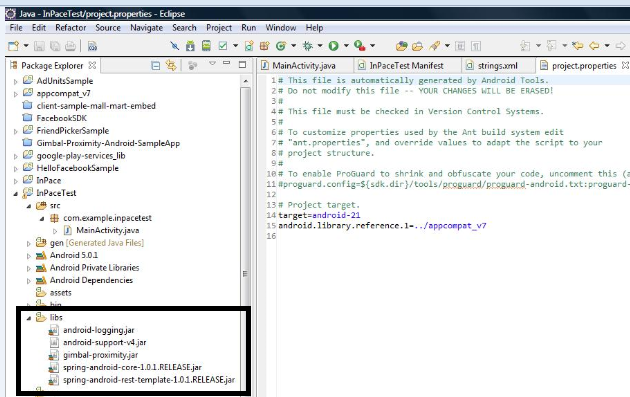 Java - InPaceTest/project.properties - Eclipse
File Edit Refactor Source Navigate Search Project Run Window Help
Package Explorer
AdUnitsSample
appcompat_v7
client-sample-mall-mart-embed
FacebookSDK
FriendPickerSample
Gimbal-Proximity-Android-SampleApp
google-play-services_lib
HelloFacebookSample
InPace
InPaceTest
src
com.example.inpacetest
MainActivity.java
gen [Generated Java Files]
Android 5.0.1
Android Private Libraries
Android Dependencies
assets
bin
libs
android-logging.jar
android-support-v4.jar
gimbal-proximity.jar
spring-android-core-1.0.1.RELEASE.jar
spring-android-rest-template-1.0.1.RELEASE.jar
MainActivity.java InPaceTest Manifest strings.xml project.properties
1 # This file is automatically generated by Android Tools.
2 # Do not modify this file -- YOUR CHANGES WILL BE ERASED!
3 #
4 # This file must be checked in Version Control Systems.
5 #
6 # To customize properties used by the Ant build system edit
7 # "ant.properties", and override values to adapt the script to your
8 # project structure.
9 #
10 # To enable ProGuard to shrink and obfuscate your code, uncomment this (a
11 #proguard.config=${sdk.dir}/tools/proguard/proguard-android.txt:proguard-
12
13 # Project target.
14 target=android-21
15 android.library.reference.1=../appcompat_v7
16